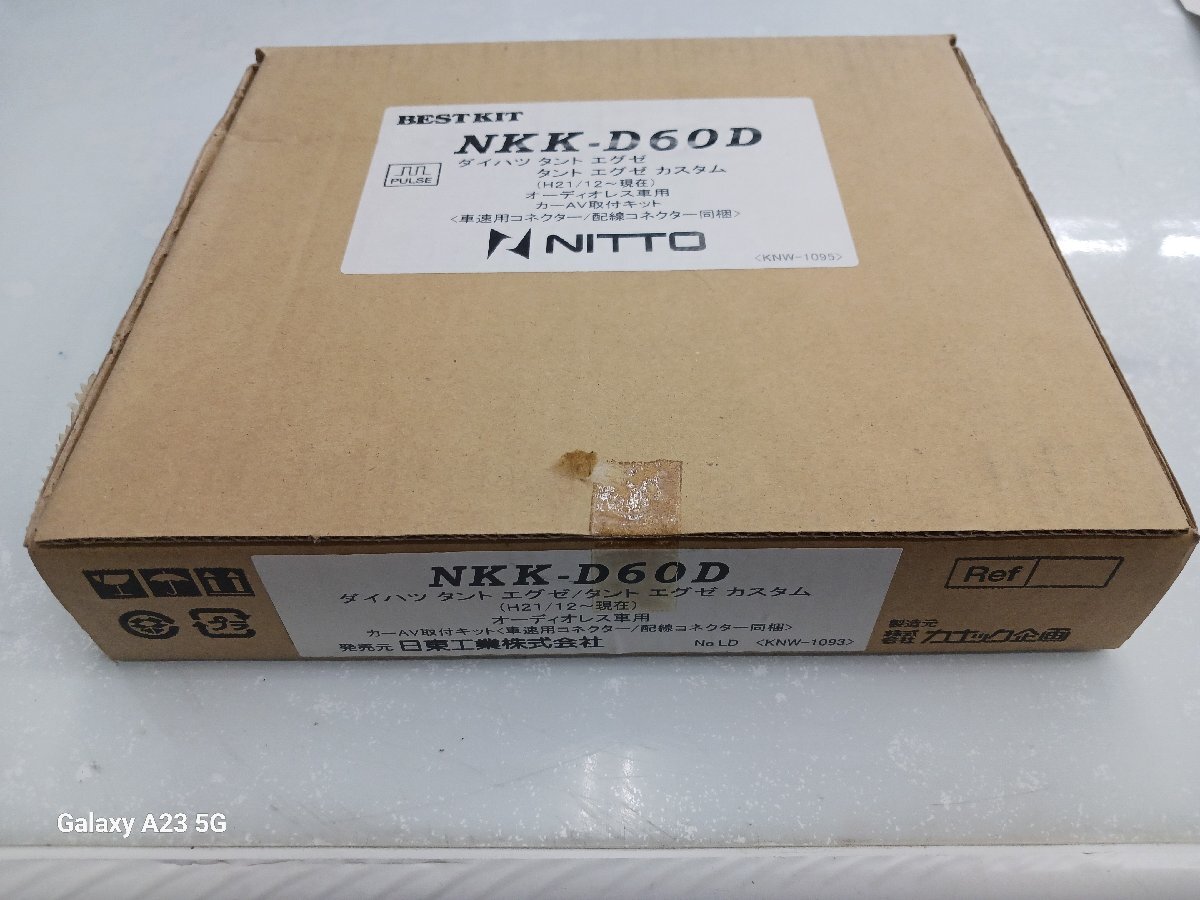 BEST KIT
NKK-D60D
PULSE
ダイハツ タント エグゼ
タント エグゼ カスタム
(H21/12～現在)
オーディオレス車用
カーAV取付キット
<車速用コネクター/配線コネクター同梱>
NITTO
<KNW-1095>
NKK-D60D
ダイハツ タント エグゼ/タント エグゼ カスタム
(H21/12～現在)
オーディオレス車用
カーAV取付キット<車速用コネクター/配線コネクター同梱>
発売元 日東工業株式会社
No LD <KNW-1093>
Ref
製造元
株式会社 カナック企画
Galaxy A23 5G